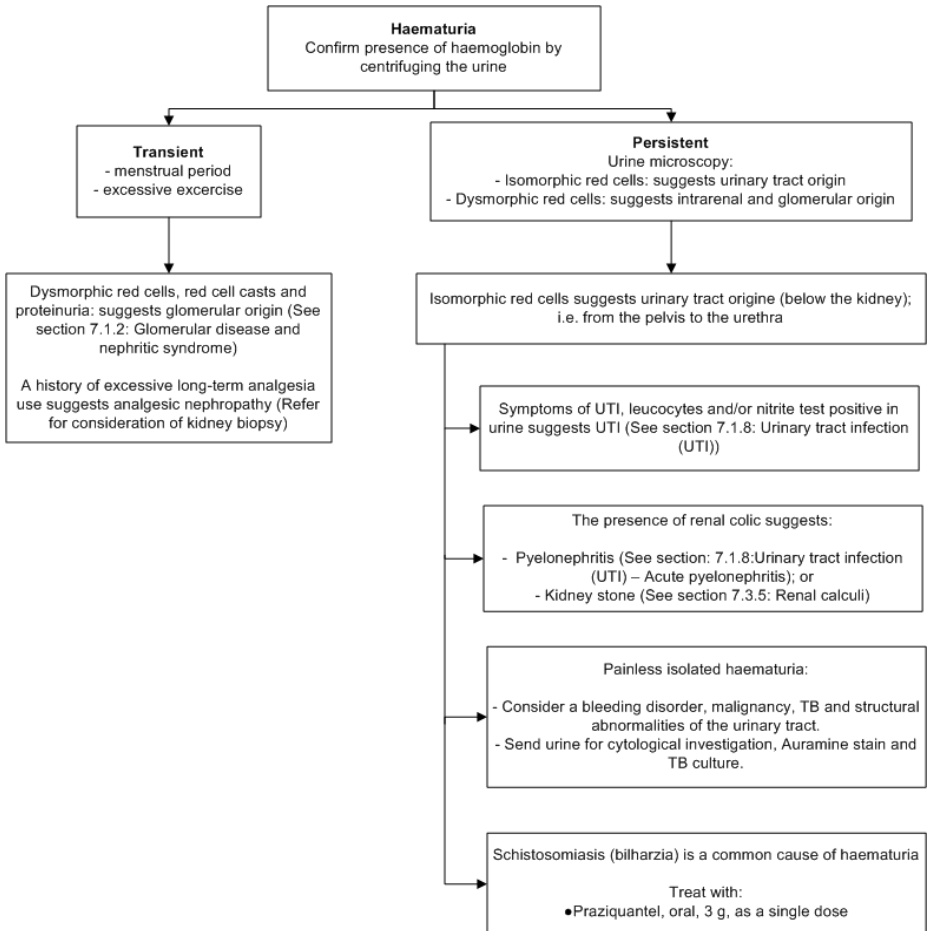 Haematuria
Confirm presence of haemoglobin by
centrifuging the urine
Transient
- menstrual period
- excessive excercise
Persistent
Urine microscopy:
- Isomorphic red cells: suggests urinary tract origin
- Dysmorphic red cells: suggests intrarenal and glomerular origin
Dysmorphic red cells, red cell casts and
proteinuria: suggests glomerular origin (See
section 7.1.2: Glomerular disease and
nephritic syndrome)
A history of excessive long-term analgesia
use suggests analgesic nephropathy (Refer
for consideration of kidney biopsy)
Isomorphic red cells suggests urinary tract origine (below the kidney);
i.e. from the pelvis to the urethra
Symptoms of UTI, leucocytes and/or nitrite test positive in
urine suggests UTI (See section 7.1.8: Urinary tract infection
(UTI))
The presence of renal colic suggests:
- Pyelonephritis (See section: 7.1.8:Urinary tract infection
(UTI) – Acute pyelonephritis); or
- Kidney stone (See section 7.3.5: Renal calculi)
Painless isolated haematuria:
- Consider a bleeding disorder, malignancy, TB and structural
abnormalities of the urinary tract.
- Send urine for cytological investigation, Auramine stain and
TB culture.
Schistosomiasis (bilharzia) is a common cause of haematuria
Treat with:
●Praziquantel, oral, 3 g, as a single dose